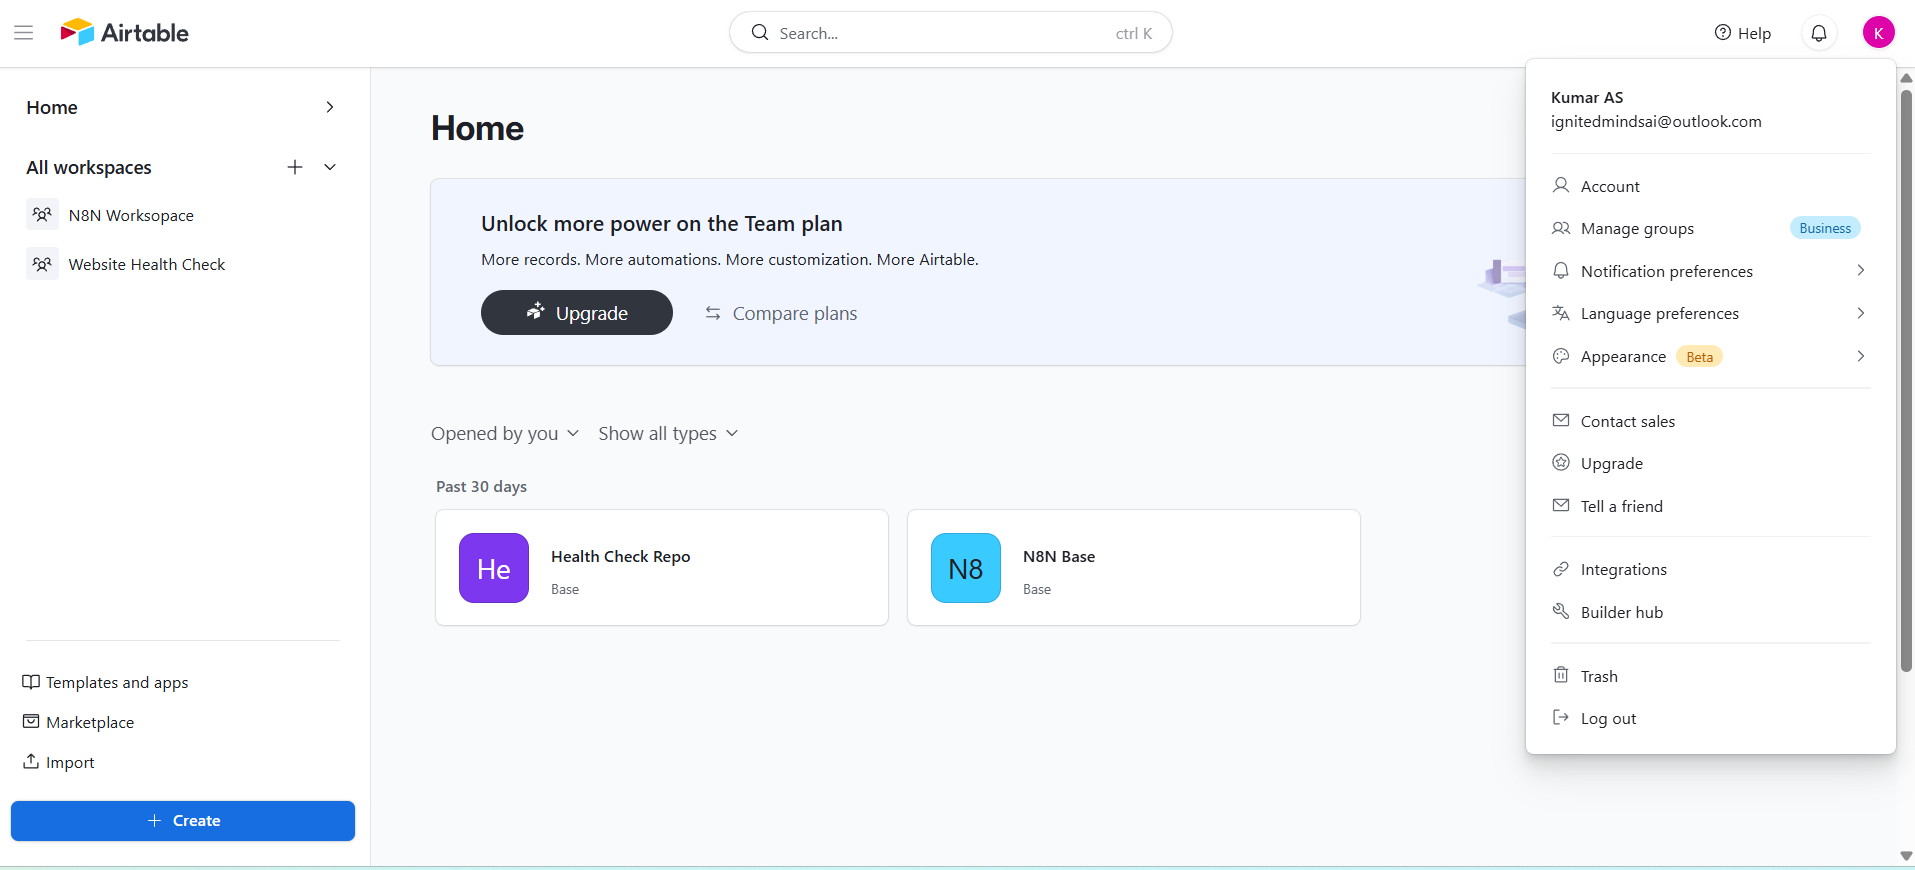 Airtable
Search...
ctrl K
Help
K
Home
All workspaces
N8N Worksopace
Website Health Check
Templates and apps
Marketplace
Import
Create
Home
Unlock more power on the Team plan
More records. More automations. More customization. More Airtable.
Upgrade
Compare plans
Opened by you
Show all types
Past 30 days
He
Health Check Repo
Base
N8
N8N Base
Base
Kumar AS
ignitedmindsai@outlook.com
Account
Manage groups
Business
Notification preferences
Language preferences
Appearance
Beta
Contact sales
Upgrade
Tell a friend
Integrations
Builder hub
Trash
Log out